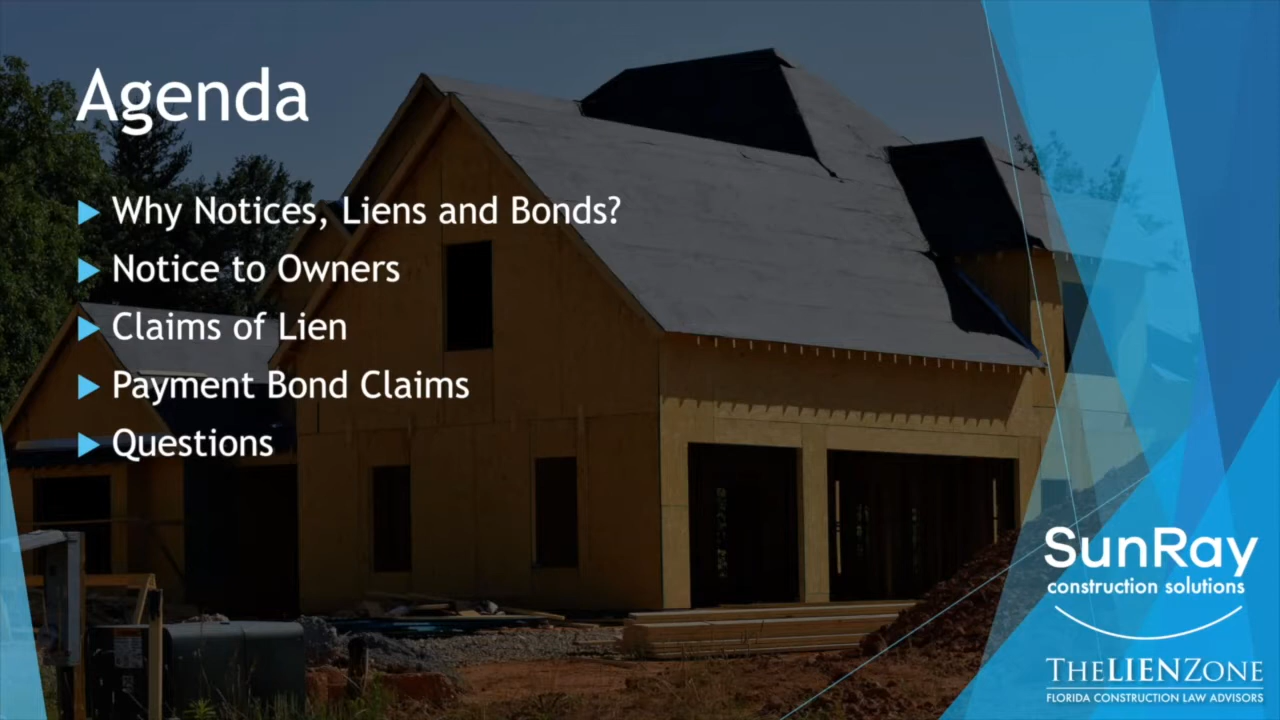 Agenda
Why Notices, Liens and Bonds?
Notice to Owners
Claims of Lien
Payment Bond Claims
Questions
SunRay
construction solutions
THELIENZONE
FLORIDA CONSTRUCTION LAW ADVISORS